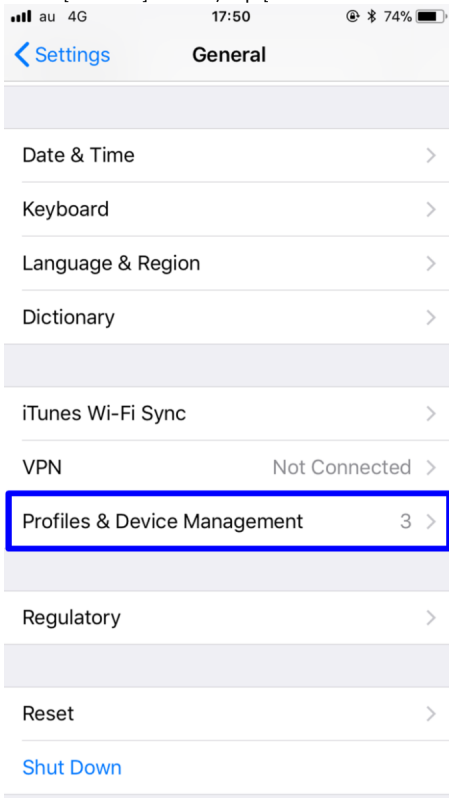 au 4G 17:50 74%
Settings General
Date & Time
Keyboard
Language & Region
Dictionary
iTunes Wi-Fi Sync
VPN Not Connected
Profiles & Device Management 3
Regulatory
Reset
Shut Down